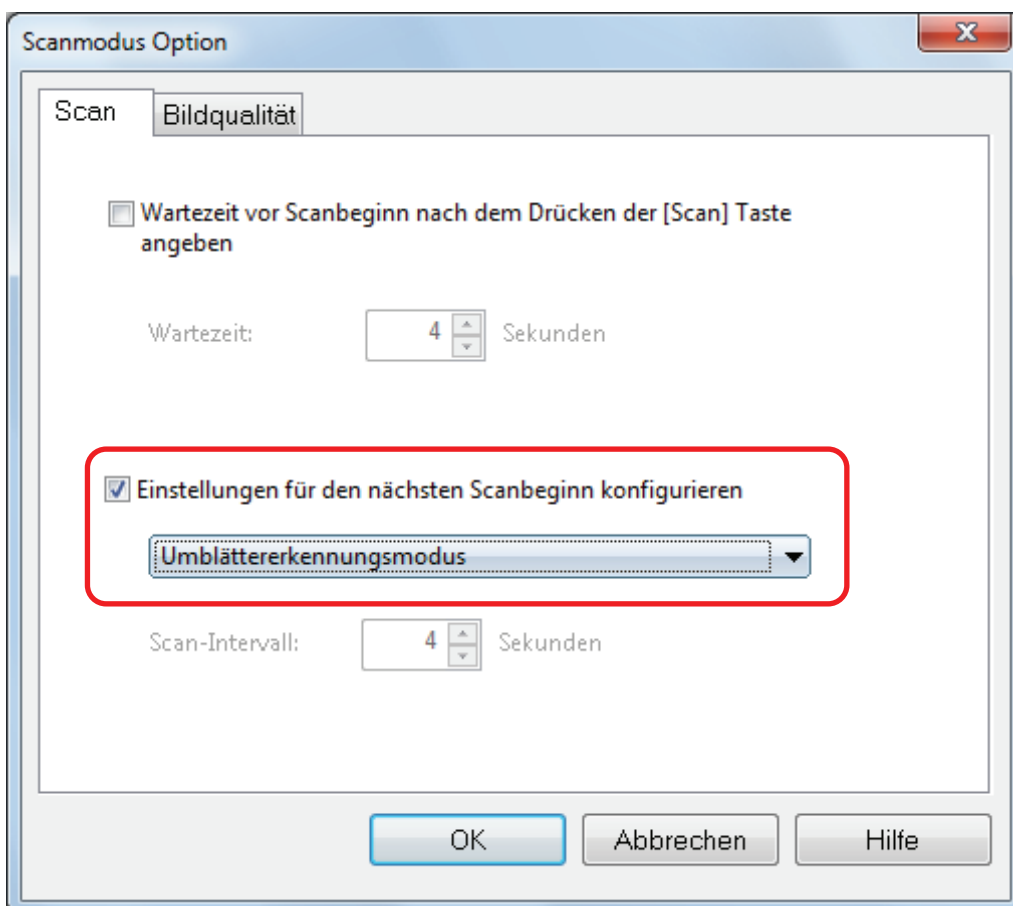 Scanmodus Option
Scan
Bildqualität
Wartezeit vor Scanbeginn nach dem Drücken der [Scan] Taste
angeben
Wartezeit:
4
Sekunden
Einstellungen für den nächsten Scanbeginn konfigurieren
Umblättererkennungsmodus
Scan-Intervall:
4
Sekunden
OK
Abbrechen
Hilfe